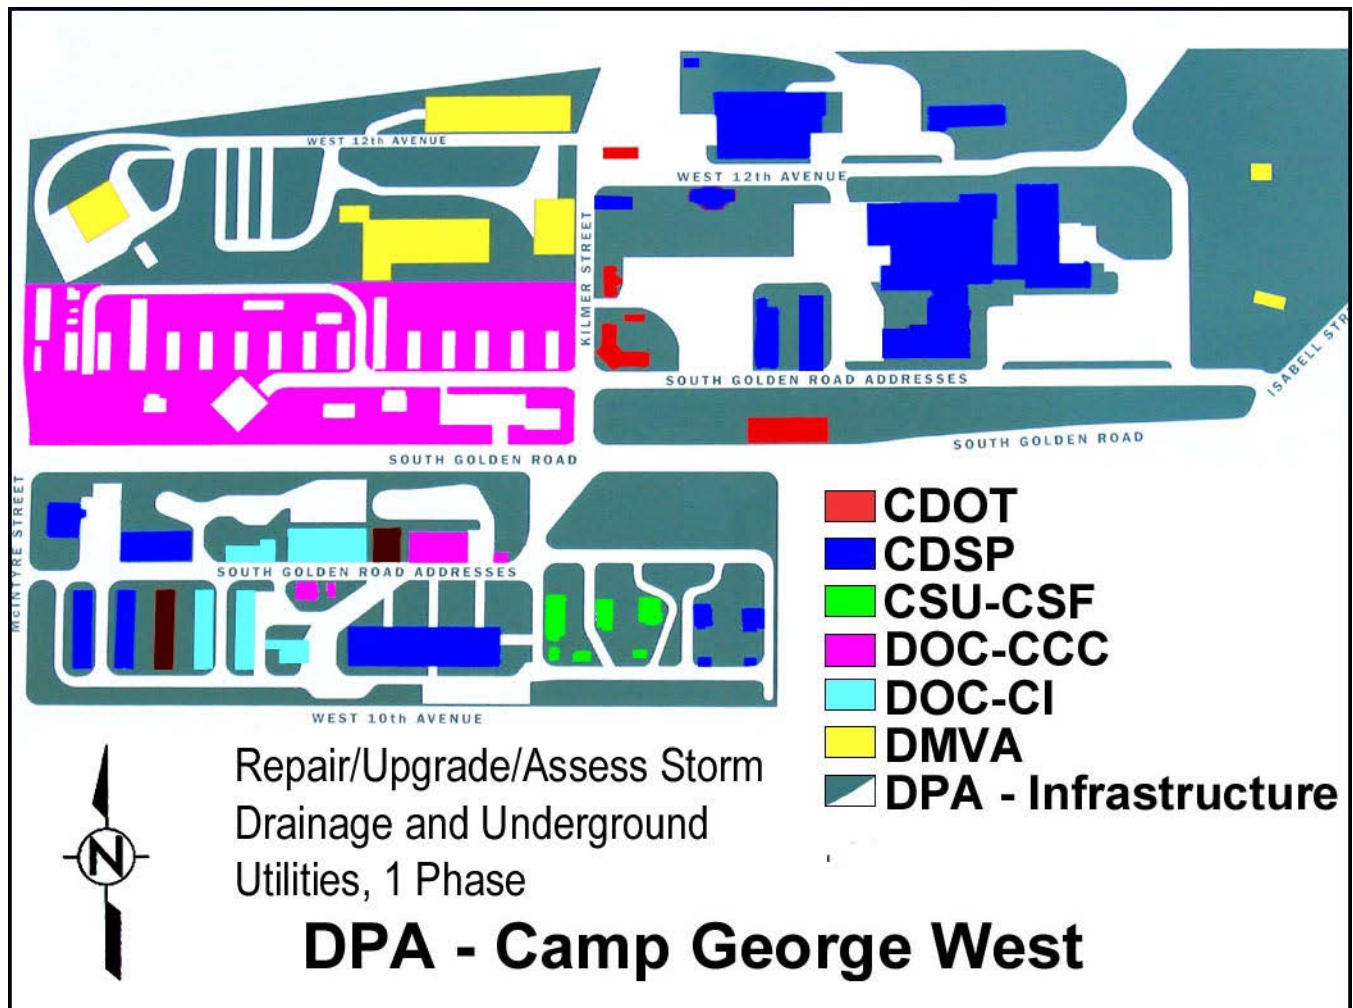 WEST 12th AVENUE
WEST 12th AVENUE
KILMER STREET
ISABELL STR
SOUTH GOLDEN ROAD ADDRESSES
SOUTH GOLDEN ROAD
SOUTH GOLDEN ROAD
McINTYRE STREET
SOUTH GOLDEN ROAD ADDRESSES
WEST 10th AVENUE
CDOT
CDSP
CSU-CSF
DOC-CCC
DOC-CI
DMVA
DPA - Infrastructure
N
Repair/Upgrade/Assess Storm
Drainage and Underground
Utilities, 1 Phase
DPA - Camp George West